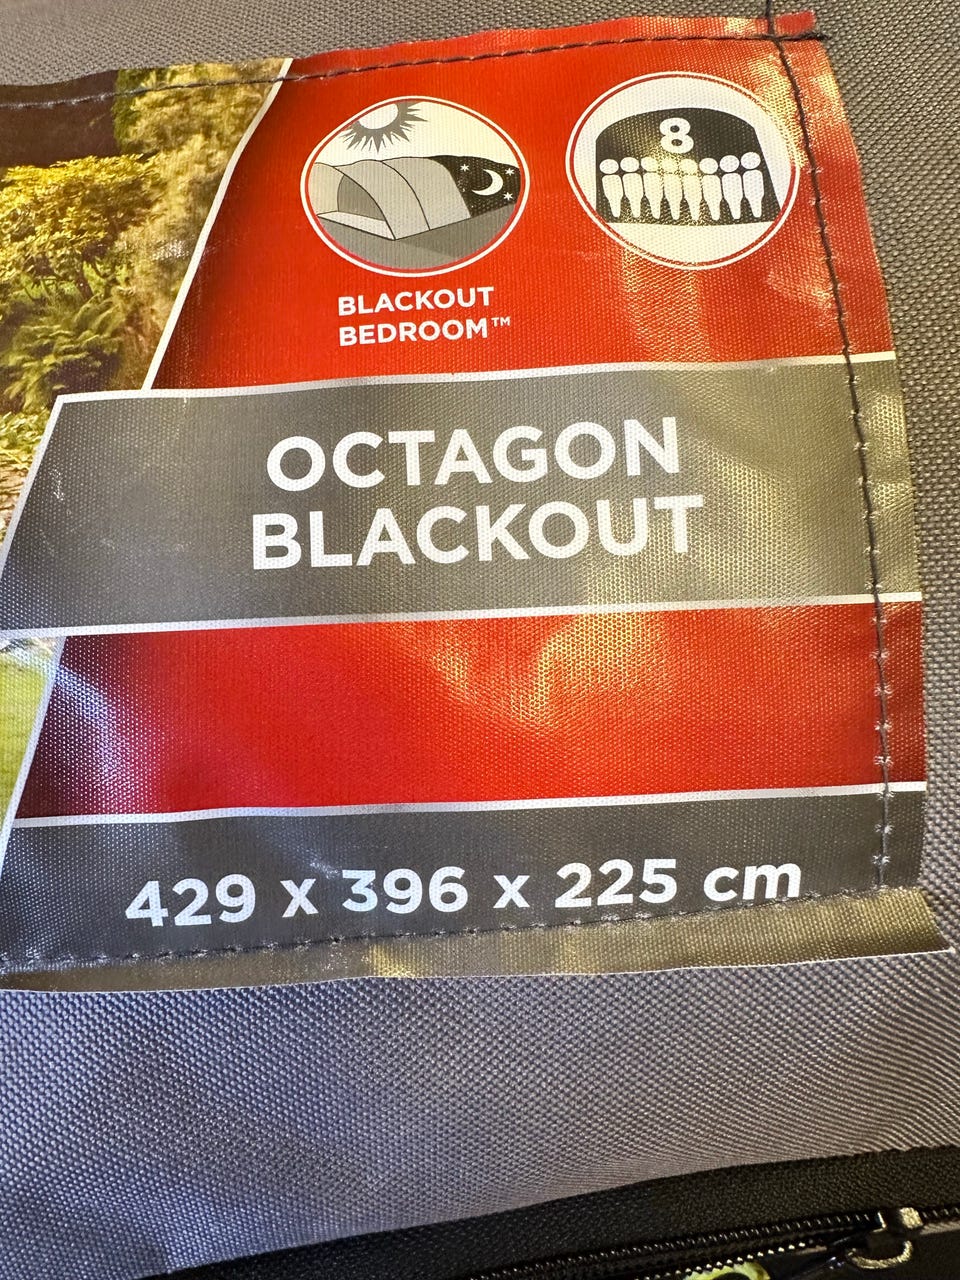 8
BLACKOUT
BEDROOM™
OCTAGON
BLACKOUT
429 x 396 x 225 cm